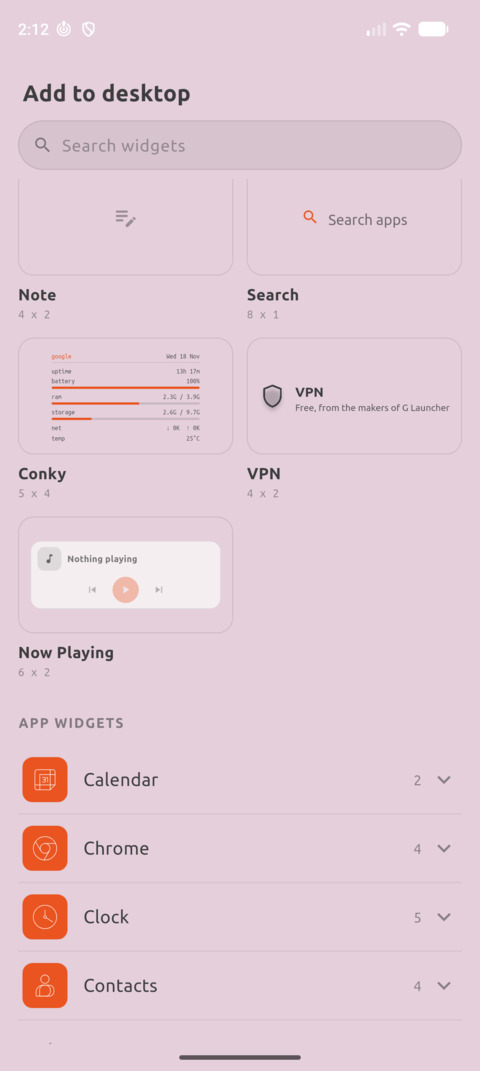 2:12
Add to desktop
Search widgets
Search apps
Note
4 x 2
Search
8 x 1
google Wed 18 Nov
uptime 13h 17m
battery 100%
ram 2.3G / 3.9G
storage 2.6G / 9.7G
net ↓ 0K ↑ 0K
temp 25°C
VPN
Free, from the makers of G Launcher
Conky
5 x 4
VPN
4 x 2
Nothing playing
Now Playing
6 x 2
APP WIDGETS
31
Calendar 2
Chrome 4
Clock 5
Contacts 4